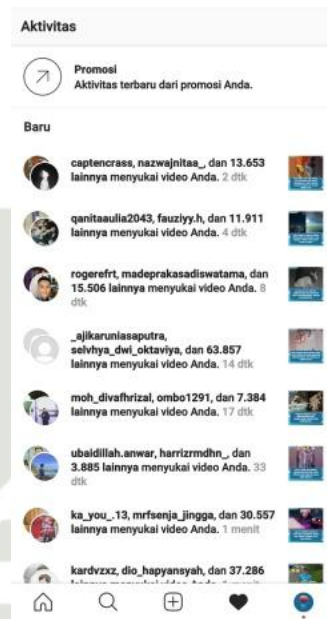 Aktivitas
Promosi
Aktivitas terbaru dari promosi Anda.
Baru
captencrass, nazwajnitaa_, dan 13.653
lainnya menyukai video Anda. 2 dtk
qanitaaulia2043, fauziyy.h, dan 11.911
lainnya menyukai video Anda. 4 dtk
rogerefrt, madeprakasadiswatama, dan
15.506 lainnya menyukai video Anda. 8
dtk
_ajikaruniasaputra,
selvhya_dwi_oktaviya, dan 63.857
lainnya menyukai video Anda. 14 dtk
moh_divafhrizal, ombo1291, dan 7.384
lainnya menyukai video Anda. 17 dtk
ubaidillah.anwar, harrizrmdhn_, dan
3.885 lainnya menyukai video Anda. 33
dtk
ka_you_.13, mrfsenja_jingga, dan 30.557
lainnya menyukai video Anda. 1 menit
kardvzxz, dio_hapyansyah, dan 37.286